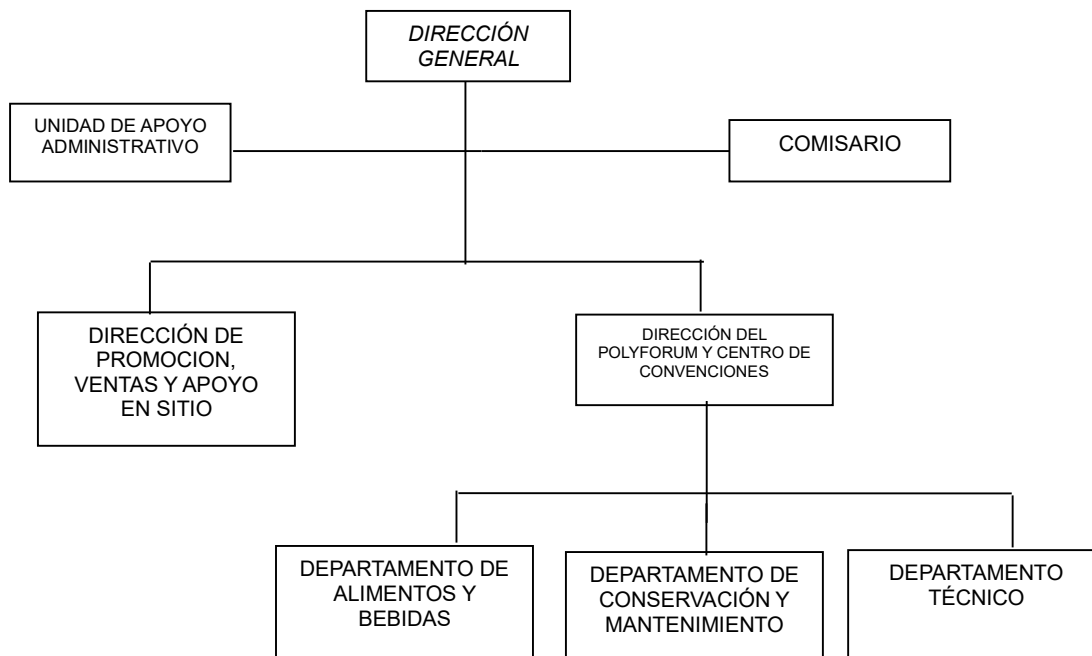 DIRECCIÓN
GENERAL
UNIDAD DE APOYO
ADMINISTRATIVO
COMISARIO
DIRECCIÓN DE
PROMOCION,
VENTAS Y APOYO
EN SITIO
DIRECCIÓN DEL
POLYFORUM Y CENTRO DE
CONVENCIONES
DEPARTAMENTO DE
ALIMENTOS Y
BEBIDAS
DEPARTAMENTO DE
CONSERVACIÓN Y
MANTENIMIENTO
DEPARTAMENTO
TÉCNICO